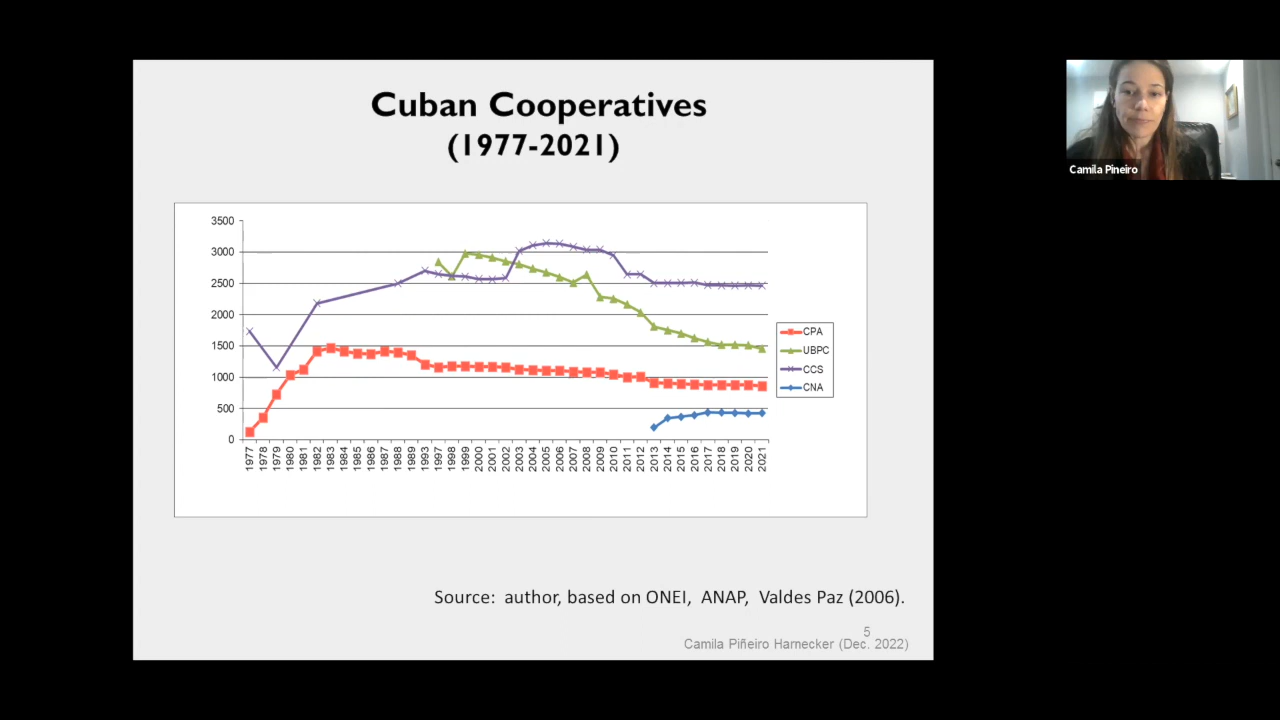 Cuban Cooperatives
(1977-2021)
3500
3000
2500
2000
1500
1000
500
0
1977 1978 1979 1980 1981 1982 1983 1984 1985 1986 1987 1988 1989 1993 1997 1998 1999 2000 2001 2002 2003 2004 2005 2006 2007 2008 2009 2010 2011 2012 2013 2014 2015 2016 2017 2018 2019 2020 2021
CPA
UBPC
CCS
CNA
Source: author, based on ONEI, ANAP, Valdes Paz (2006).
5
Camila Piñeiro Harnecker (Dec. 2022)
Camila Pineiro